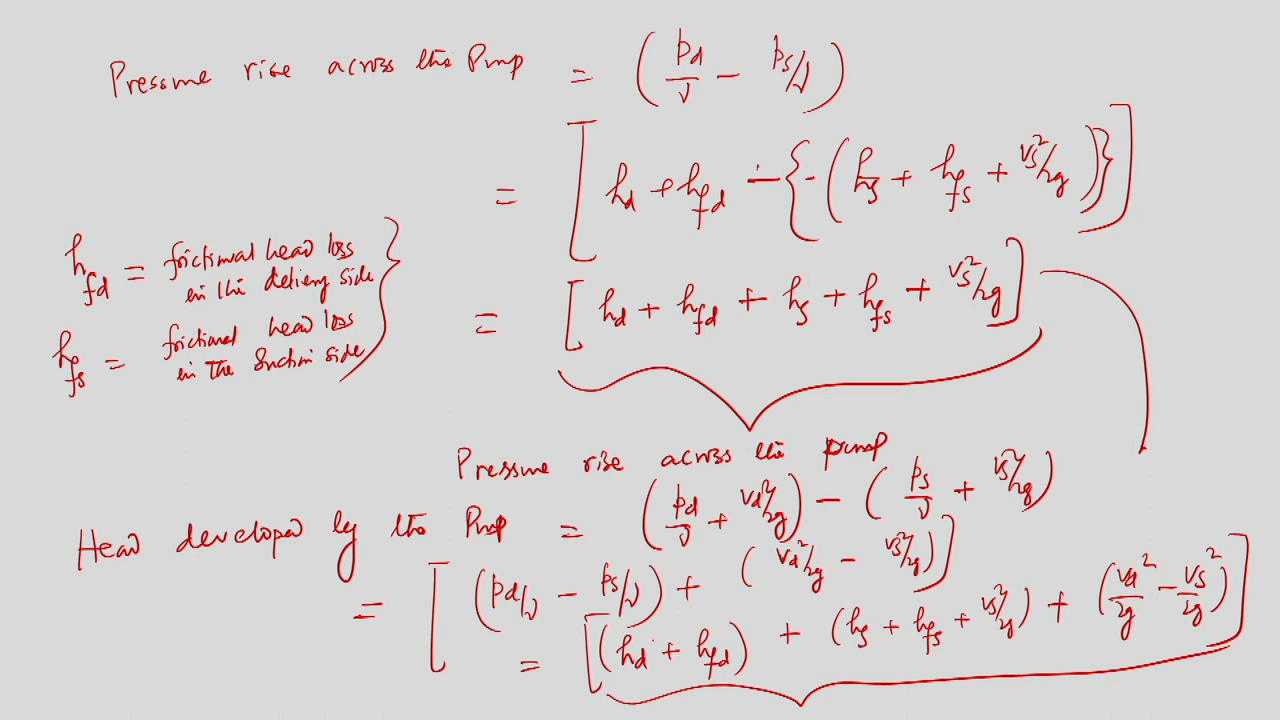 Pressure rise across the Pump = (pd/γ − ps/γ)
= [hd + hfd − {−(hs + hfs + Vs²/2g)}]
hfd = frictional head loss
in the delivery side
= [hd + hfd + hs + hfs + Vs²/2g]
hfs = frictional head loss
in the Suction side
Pressure rise across the pump
Head developed by the Pump = (pd/γ + Vd²/2g) − (ps/γ + Vs²/2g)
= [(pd/γ − ps/γ) + (Vd²/2g − Vs²/2g)]
= [(hd + hfd) + (hs + hfs + Vs²/2g) + (Vd²/2g − Vs²/2g)]